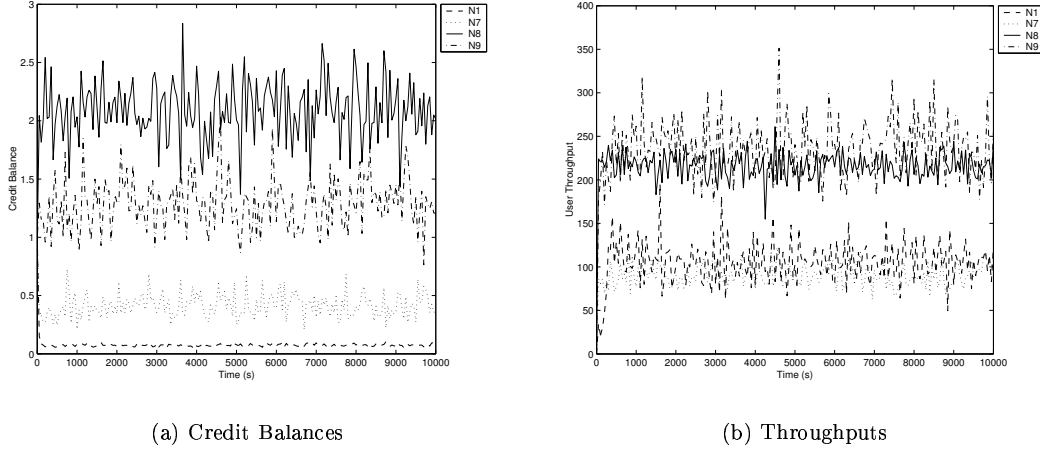 3
2.5
2
1.5
1
0.5
0
Credit Balance
0 1000 2000 3000 4000 5000 6000 7000 8000 9000 10000
Time (s)
N1
N7
N8
N9
(a) Credit Balances
400
350
300
250
200
150
100
50
0
User Throughput
0 1000 2000 3000 4000 5000 6000 7000 8000 9000 10000
Time (s)
N1
N7
N8
N9
(b) Throughputs